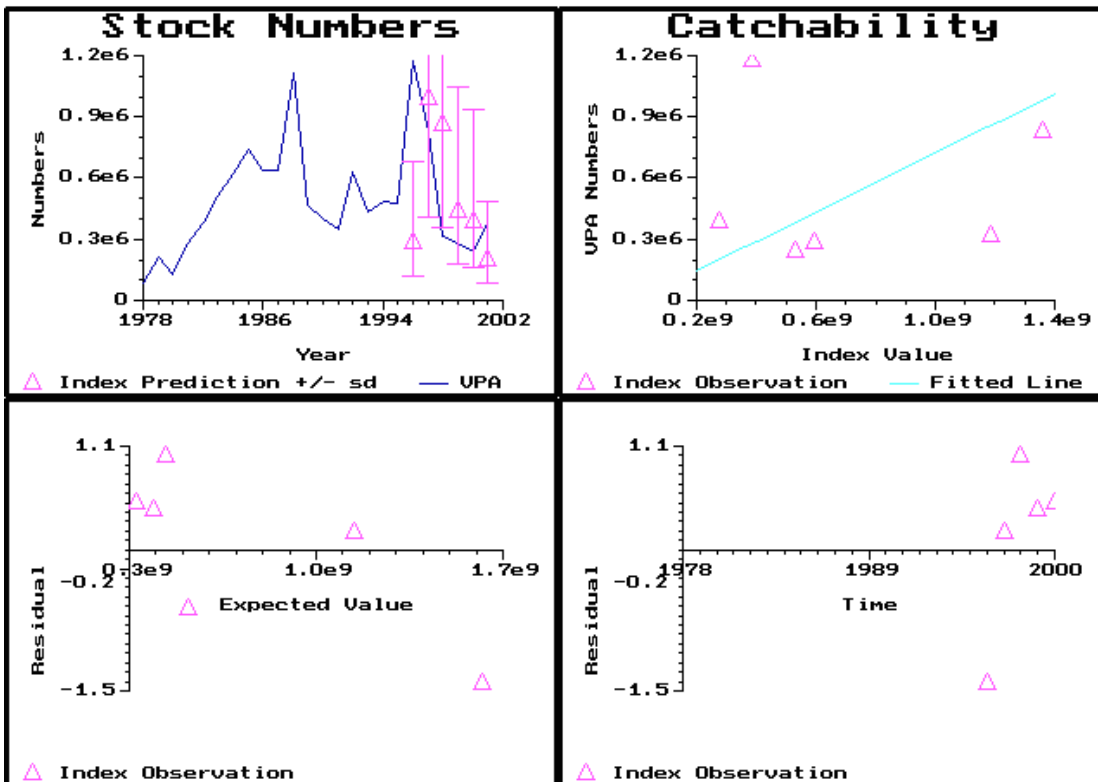 Stock Numbers
1.2e6
0.9e6
0.6e6
0.3e6
0
Numbers
1978 1986 1994 2002
Year
Index Prediction +/- sd VPA
Catchability
1.2e6
0.9e6
0.6e6
0.3e6
0
VPA Numbers
0.2e9 0.6e9 1.0e9 1.4e9
Index Value
Index Observation Fitted Line
1.1
0.3e9 1.0e9 1.7e9
-0.2
Expected Value
Residual
-1.5
Index Observation
1.1
1978 1989 2000
-0.2
Time
Residual
-1.5
Index Observation